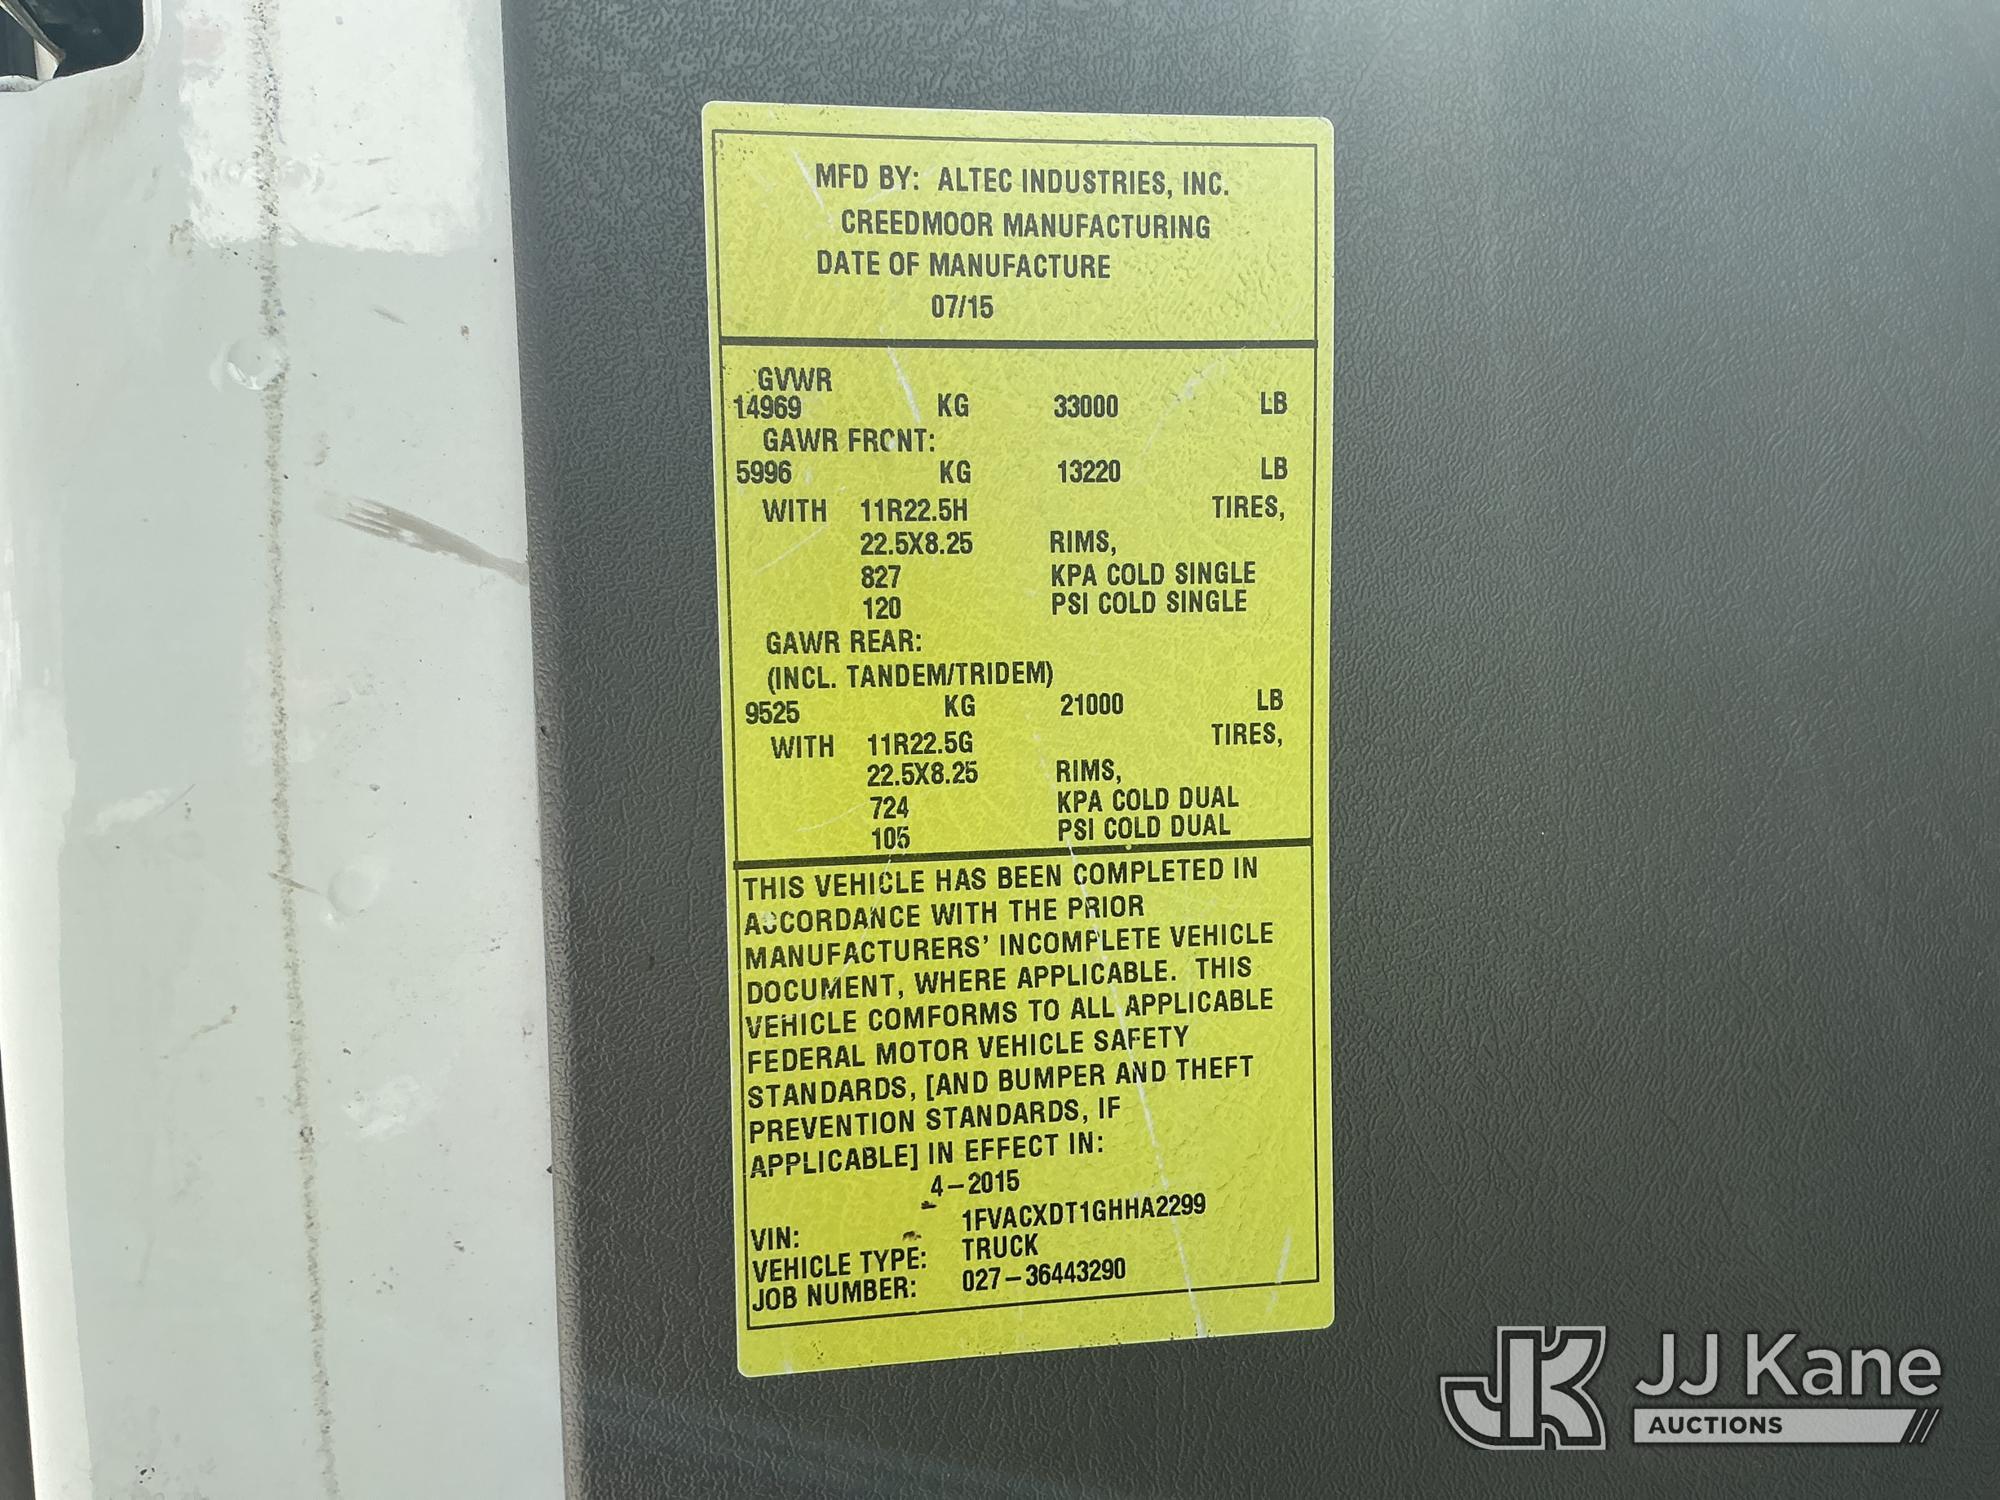 MFD BY: ALTEC INDUSTRIES, INC.
CREEDMOOR MANUFACTURING
DATE OF MANUFACTURE
07/15
GVWR
14969 KG 33000 LB
GAWR FRONT:
5996 KG 13220 LB
WITH 11R22.5H TIRES,
22.5X8.25 RIMS,
827 KPA COLD SINGLE
120 PSI COLD SINGLE
GAWR REAR:
(INCL. TANDEM/TRIDEM)
9525 KG 21000 LB
WITH 11R22.5G TIRES,
22.5X8.25 RIMS,
724 KPA COLD DUAL
105 PSI COLD DUAL
THIS VEHICLE HAS BEEN COMPLETED IN
ACCORDANCE WITH THE PRIOR
MANUFACTURERS' INCOMPLETE VEHICLE
DOCUMENT, WHERE APPLICABLE. THIS
VEHICLE COMFORMS TO ALL APPLICABLE
FEDERAL MOTOR VEHICLE SAFETY
STANDARDS, [AND BUMPER AND THEFT
PREVENTION STANDARDS, IF
APPLICABLE] IN EFFECT IN:
4-2015
VIN: 1FVACXDT1GHHA2299
VEHICLE TYPE: TRUCK
JOB NUMBER: 027-36443290
JK JJ Kane
AUCTIONS